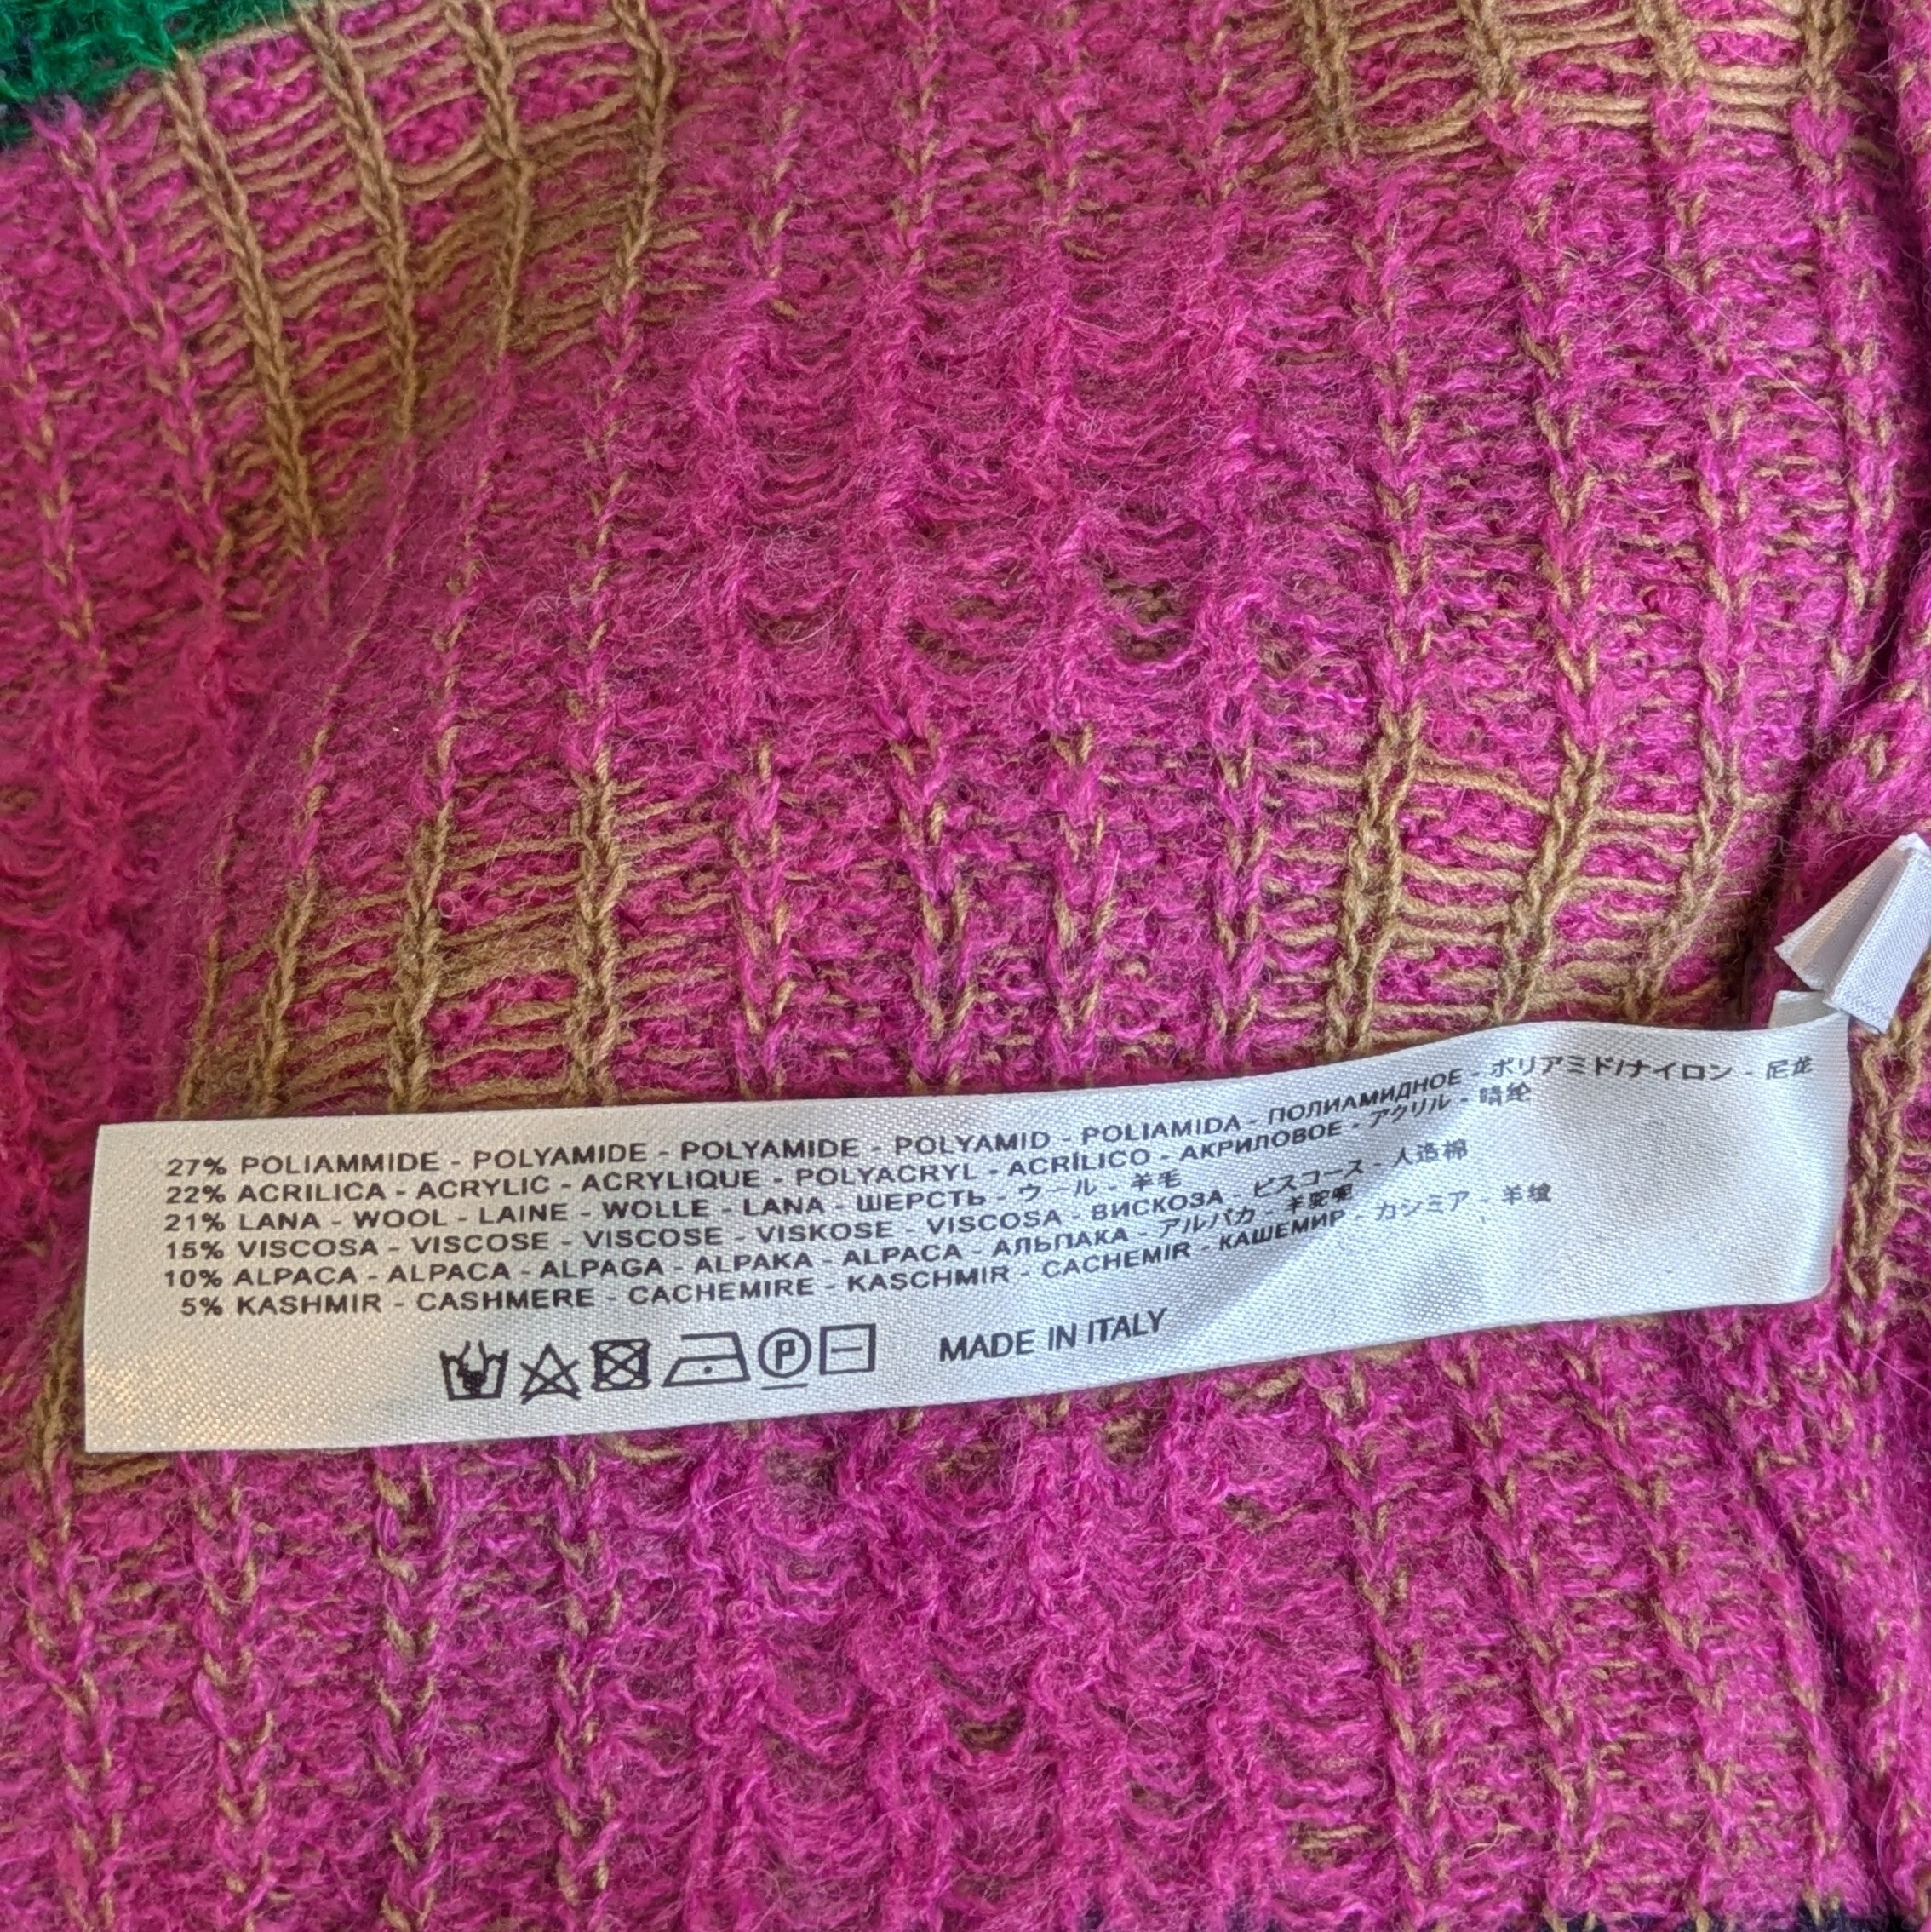 27% POLIAMMIDE - POLYAMIDE - POLYAMIDE - POLYAMID - POLIAMIDA - ПОЛИАМИДНОЕ - ポリアミド/ナイロン - 尼龙
22% ACRILICA - ACRYLIC - ACRYLIQUE - POLYACRYL - ACRÍLICO - АКРИЛОВОЕ - アクリル - 晴纶
21% LANA - WOOL - LAINE - WOLLE - LANA - ШЕРСТЬ - ウール - 羊毛
15% VISCOSA - VISCOSE - VISCOSE - VISKOSE - VISCOSA - ВИСКОЗА - ビスコース - 人造棉
10% ALPACA - ALPACA - ALPAGA - ALPAKA - ALPACA - АЛЬПАКА - アルパカ - 羊驼呢
5% KASHMIR - CASHMERE - CACHEMIRE - KASCHMIR - CACHEMIR - КАШЕМИР - カシミア - 羊绒
P MADE IN ITALY